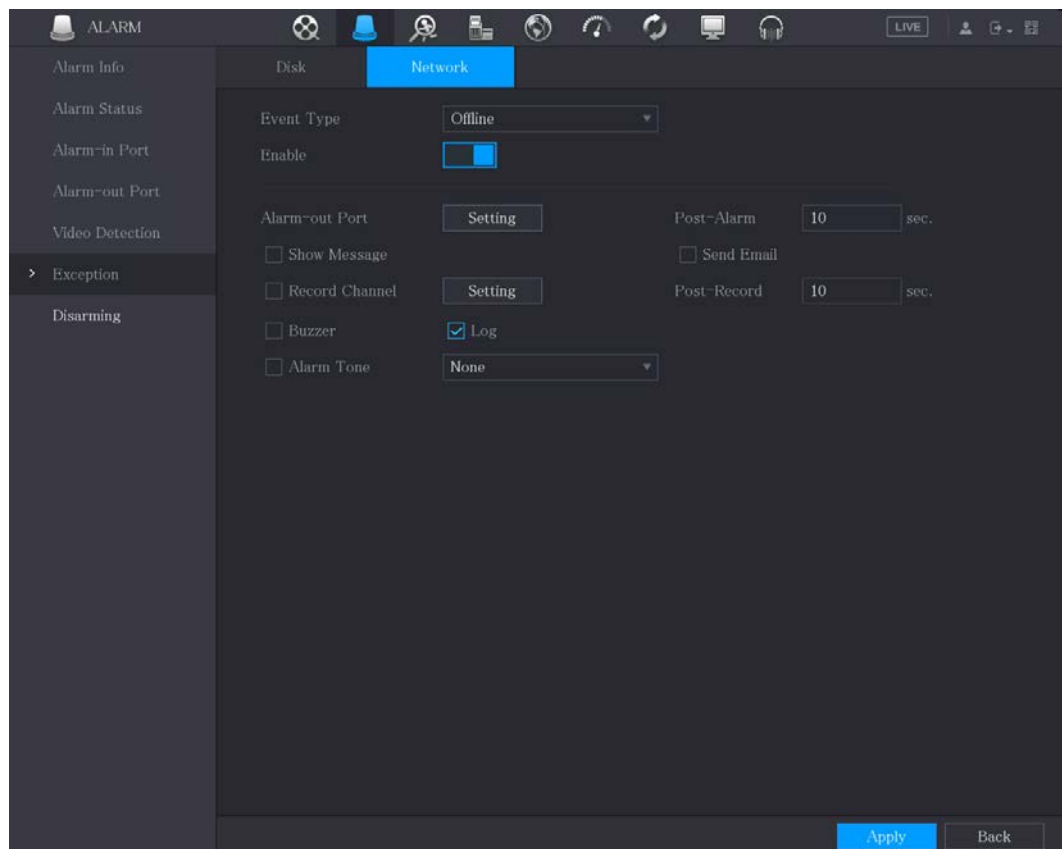 ALARM
LIVE
Alarm Info
Alarm Status
Alarm-in Port
Alarm-out Port
Video Detection
Exception
Disarming
Disk Network
Event Type Offline
Enable
Alarm-out Port Setting Post-Alarm 10 sec.
Show Message Send Email
Record Channel Setting Post-Record 10 sec.
Buzzer Log
Alarm Tone None
Apply Back